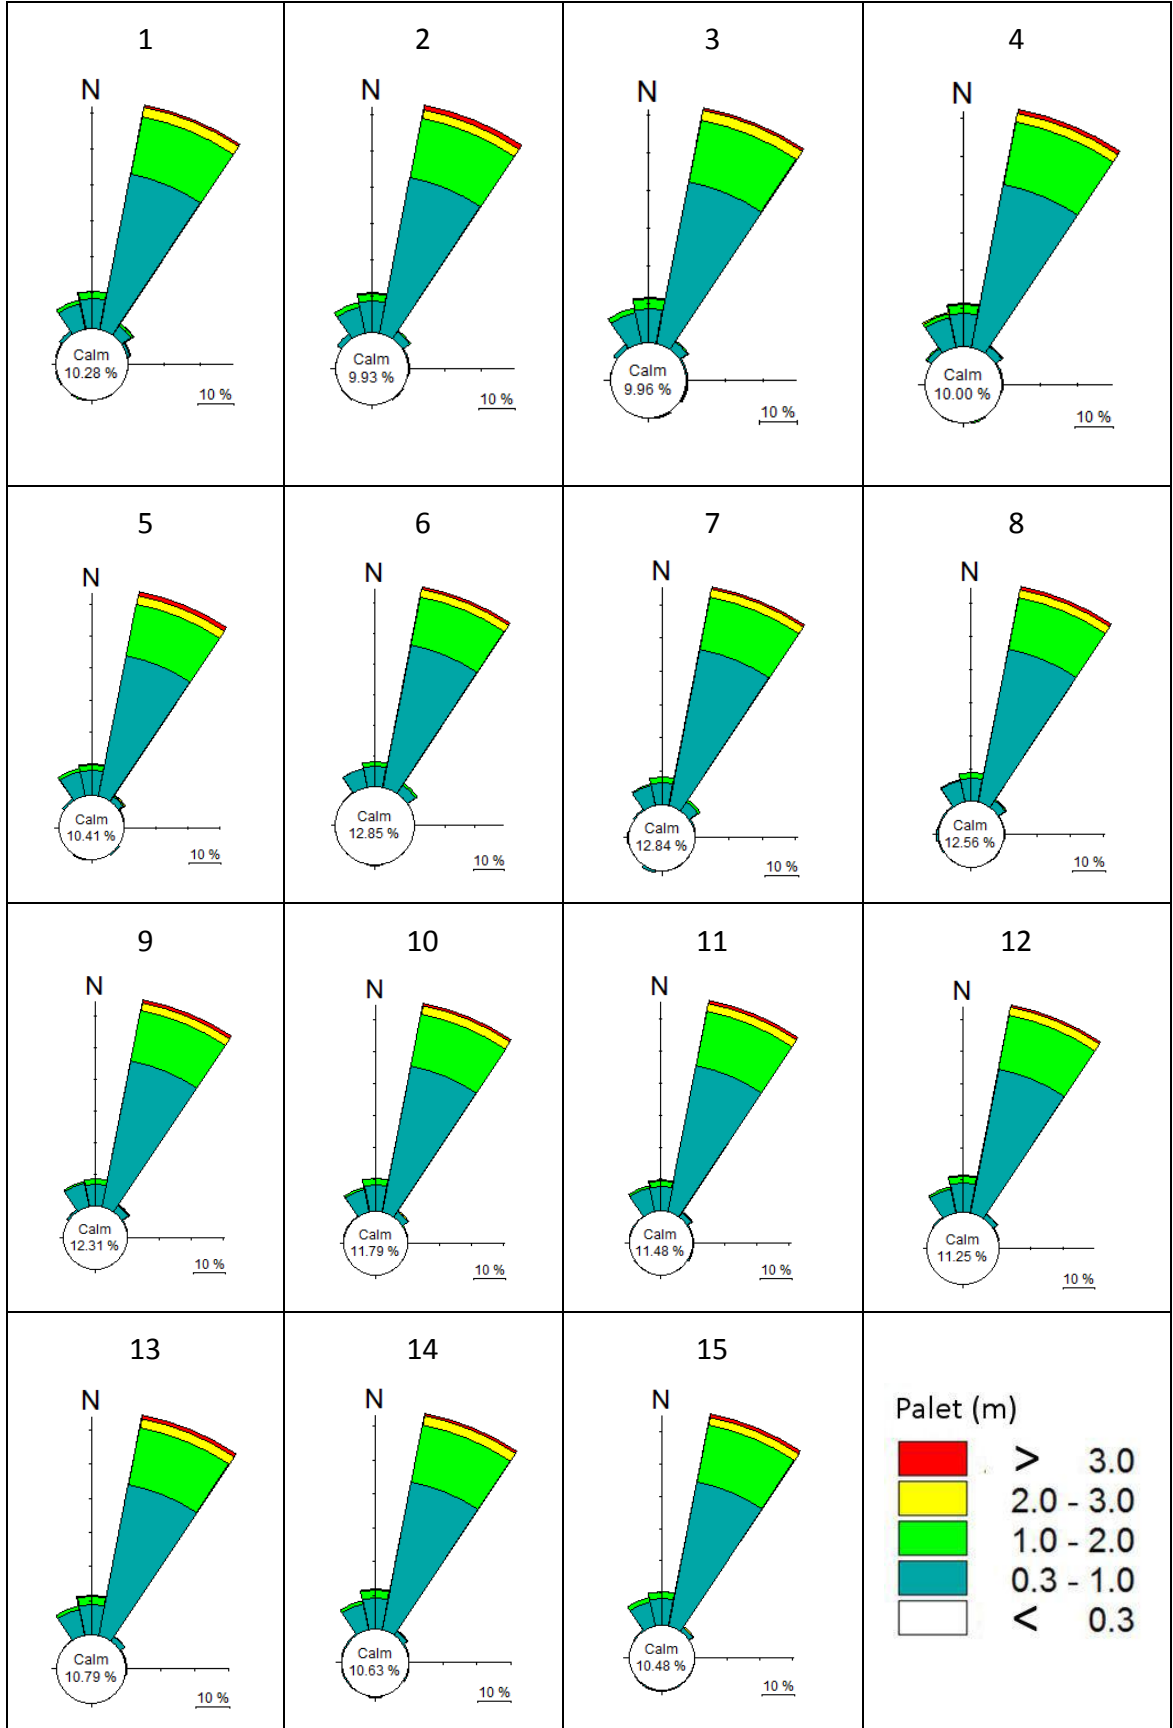 1
N
Calm
10.28 %
10 %
2
N
Calm
9.93 %
10 %
3
N
Calm
9.96 %
10 %
4
N
Calm
10.00 %
10 %
5
N
Calm
10.41 %
10 %
6
N
Calm
12.85 %
10 %
7
N
Calm
12.84 %
10 %
8
N
Calm
12.56 %
10 %
9
N
Calm
12.31 %
10 %
10
N
Calm
11.79 %
10 %
11
N
Calm
11.48 %
10 %
12
N
Calm
11.25 %
10 %
13
N
Calm
10.79 %
10 %
14
N
Calm
10.63 %
10 %
15
N
Calm
10.48 %
10 %
Palet (m)
> 3.0
2.0 - 3.0
1.0 - 2.0
0.3 - 1.0
< 0.3